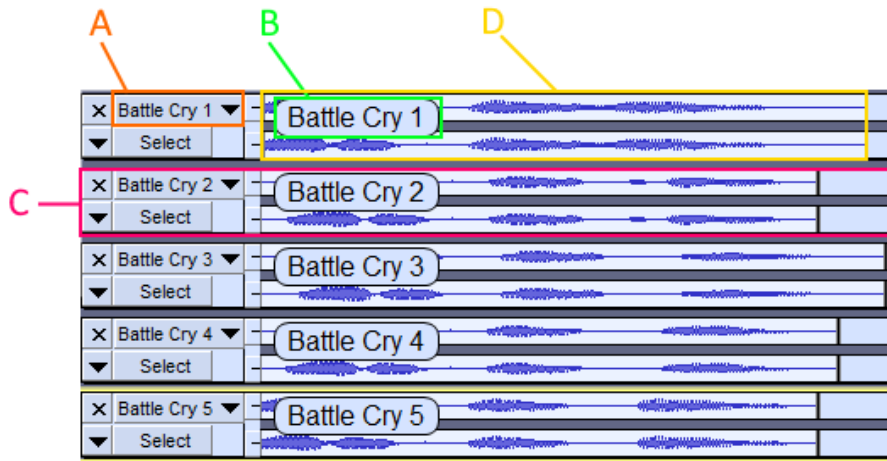 A B D
Battle Cry 1 Battle Cry 1
Select
C
Battle Cry 2 Battle Cry 2
Select
Battle Cry 3 Battle Cry 3
Select
Battle Cry 4 Battle Cry 4
Select
Battle Cry 5 Battle Cry 5
Select